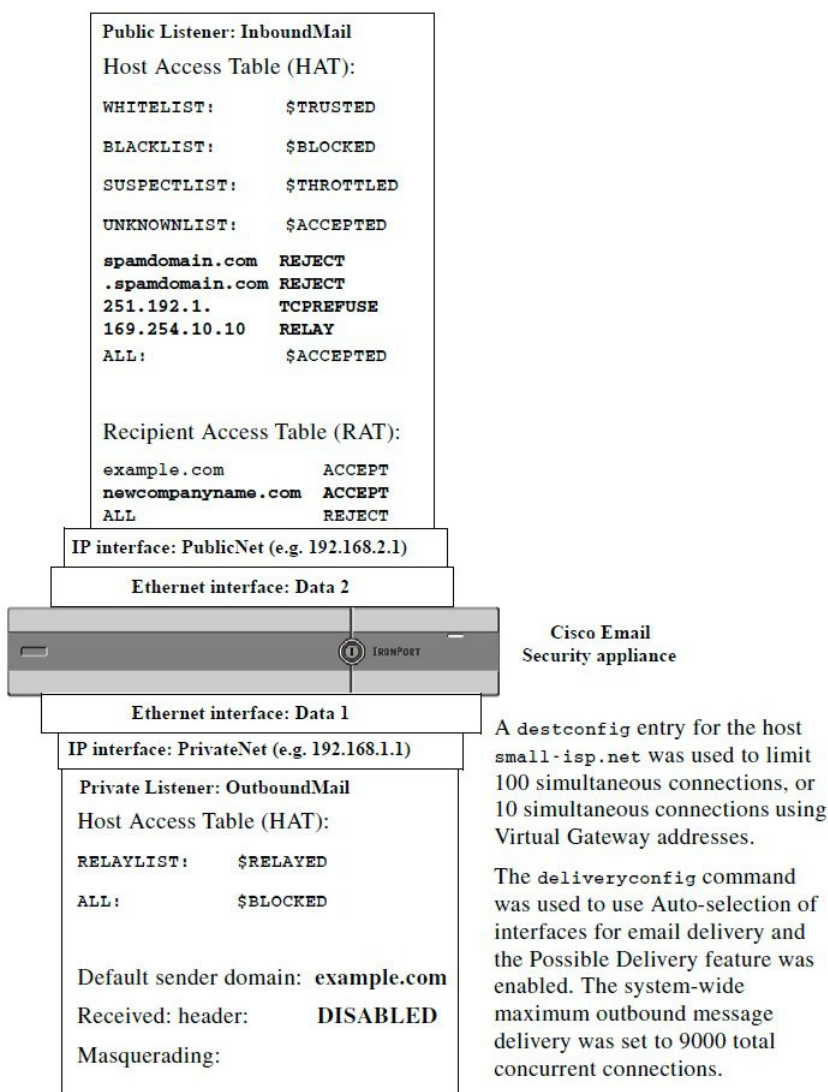 Public Listener: InboundMail
Host Access Table (HAT):
WHITELIST: $TRUSTED
BLACKLIST: $BLOCKED
SUSPECTLIST: $THROTTLED
UNKNOWNLIST: $ACCEPTED
spamdomain.com REJECT
.spamdomain.com REJECT
251.192.1. TCPREFUSE
169.254.10.10 RELAY
ALL: $ACCEPTED
Recipient Access Table (RAT):
example.com ACCEPT
newcompanyname.com ACCEPT
ALL REJECT
IP interface: PublicNet (e.g. 192.168.2.1)
Ethernet interface: Data 2
IRONPORT
Cisco Email
Security appliance
Ethernet interface: Data 1
IP interface: PrivateNet (e.g. 192.168.1.1)
Private Listener: OutboundMail
Host Access Table (HAT):
RELAYLIST: $RELAYED
ALL: $BLOCKED
Default sender domain: example.com
Received: header: DISABLED
Masquerading:
A destconfig entry for the host
small-isp.net was used to limit
100 simultaneous connections, or
10 simultaneous connections using
Virtual Gateway addresses.
The deliveryconfig command
was used to use Auto-selection of
interfaces for email delivery and
the Possible Delivery feature was
enabled. The system-wide
maximum outbound message
delivery was set to 9000 total
concurrent connections.